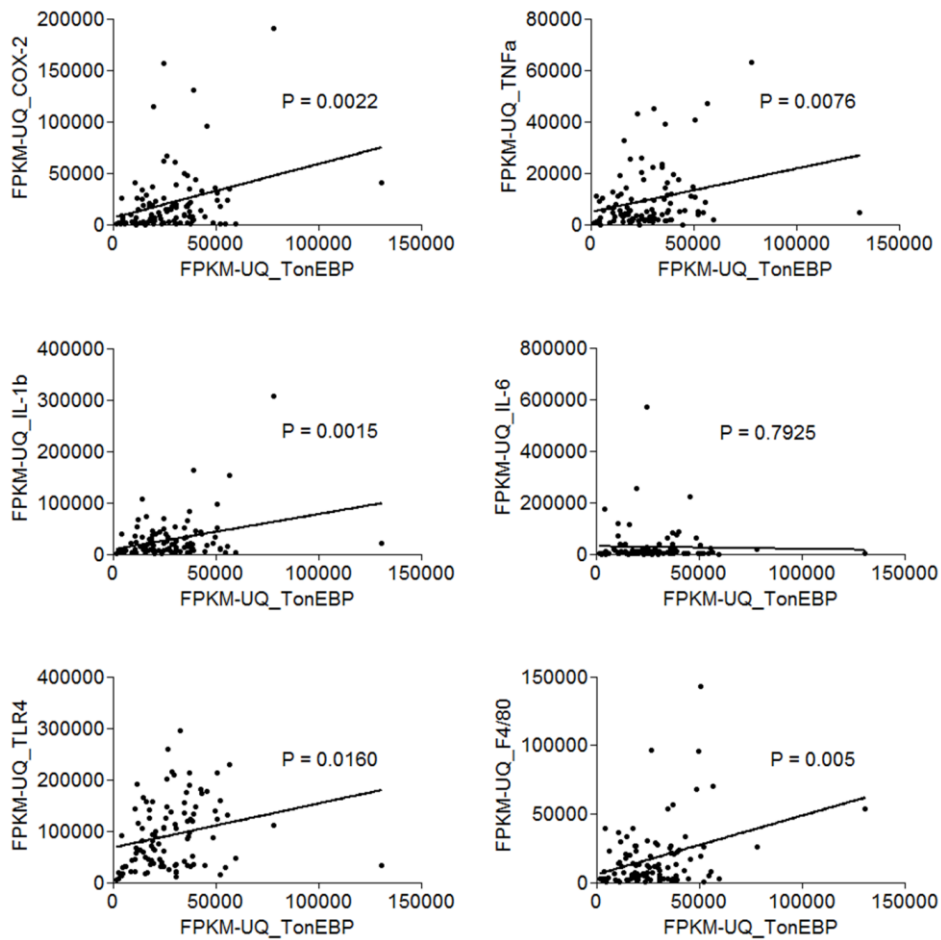 FPKM-UQ_COX-2
200000
150000
100000
50000
0
P = 0.0022
0 50000 100000 150000
FPKM-UQ_TonEBP
FPKM-UQ_TNFa
80000
60000
40000
20000
0
P = 0.0076
0 50000 100000 150000
FPKM-UQ_TonEBP
FPKM-UQ_IL-1b
400000
300000
200000
100000
0
P = 0.0015
0 50000 100000 150000
FPKM-UQ_TonEBP
FPKM-UQ_IL-6
800000
600000
400000
200000
0
P = 0.7925
0 50000 100000 150000
FPKM-UQ_TonEBP
FPKM-UQ_TLR4
400000
300000
200000
100000
0
P = 0.0160
0 50000 100000 150000
FPKM-UQ_TonEBP
FPKM-UQ_F4/80
150000
100000
50000
0
P = 0.005
0 50000 100000 150000
FPKM-UQ_TonEBP